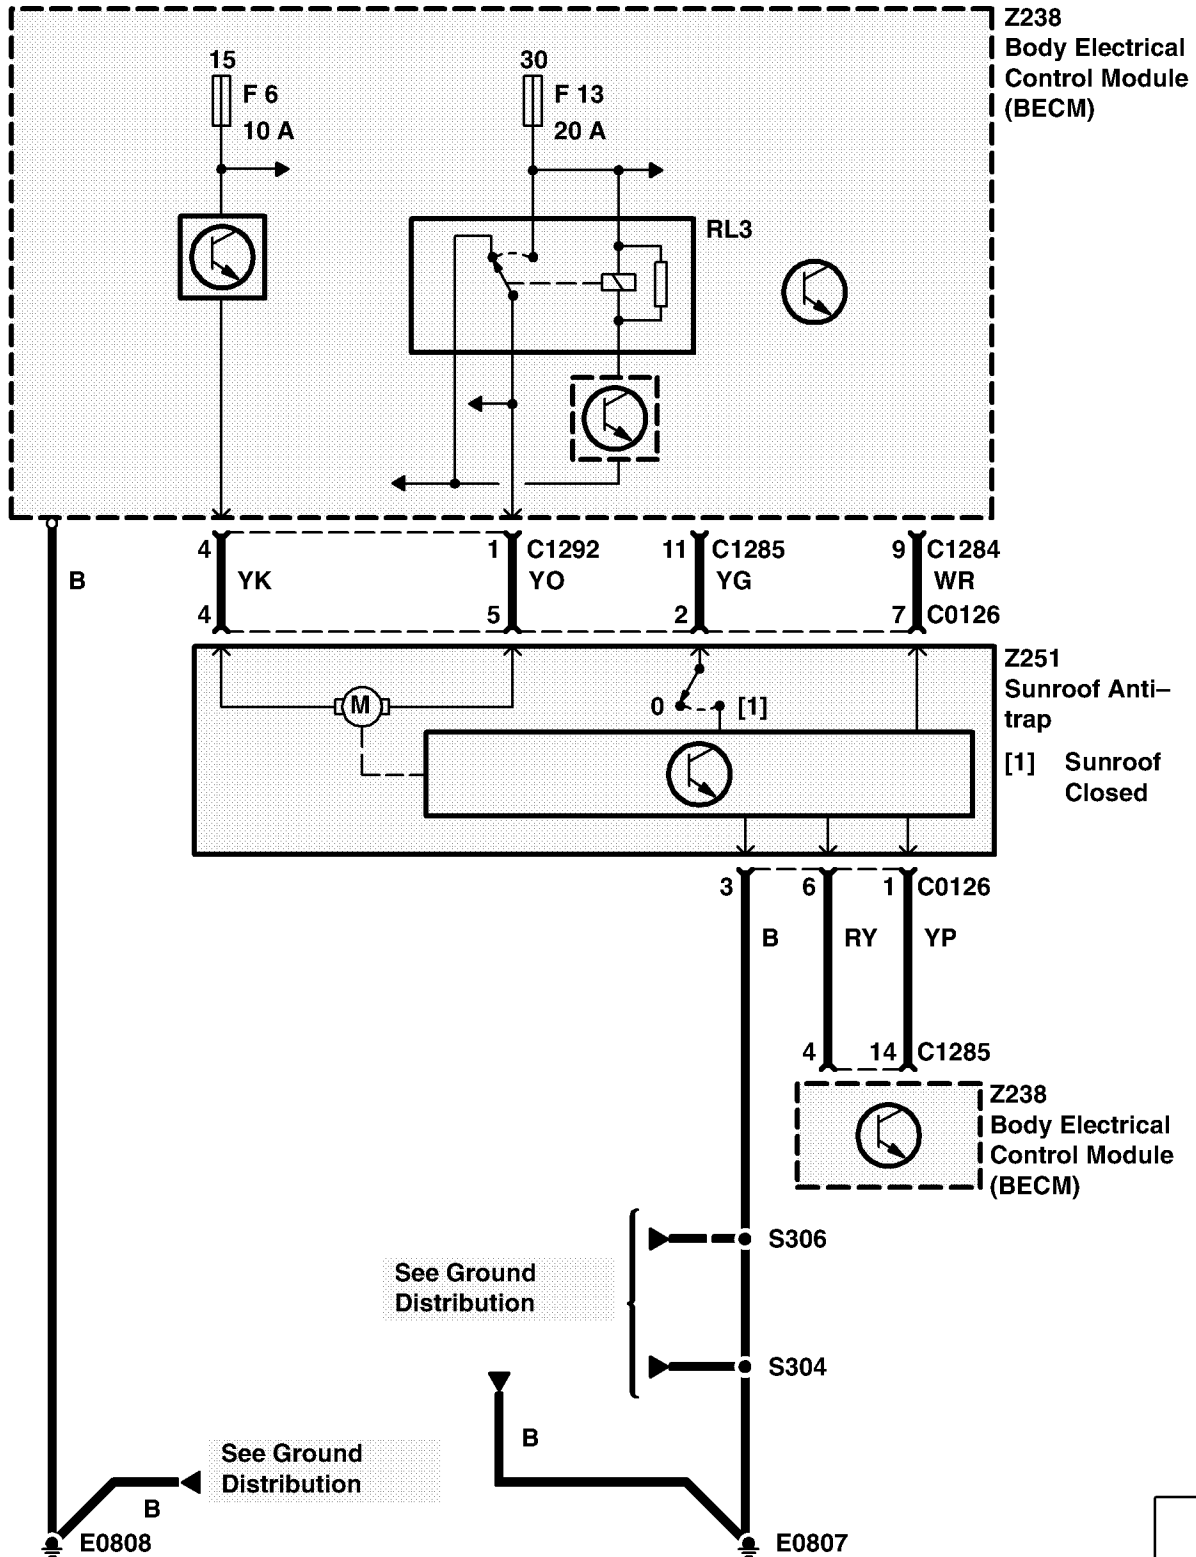 Z238
Body Electrical
Control Module
(BECM)
15
F 6
10 A
30
F 13
20 A
RL3
B
4
1
C1292
11
C1285
9
C1284
YK
YO
YG
WR
4
5
2
7
C0126
Z251
Sunroof Anti–
trap
M
0
[1]
[1] Sunroof
Closed
3
6
1
C0126
B
RY
YP
4
14
C1285
Z238
Body Electrical
Control Module
(BECM)
S306
See Ground
Distribution
S304
B
See Ground
Distribution
B
E0808
E0807